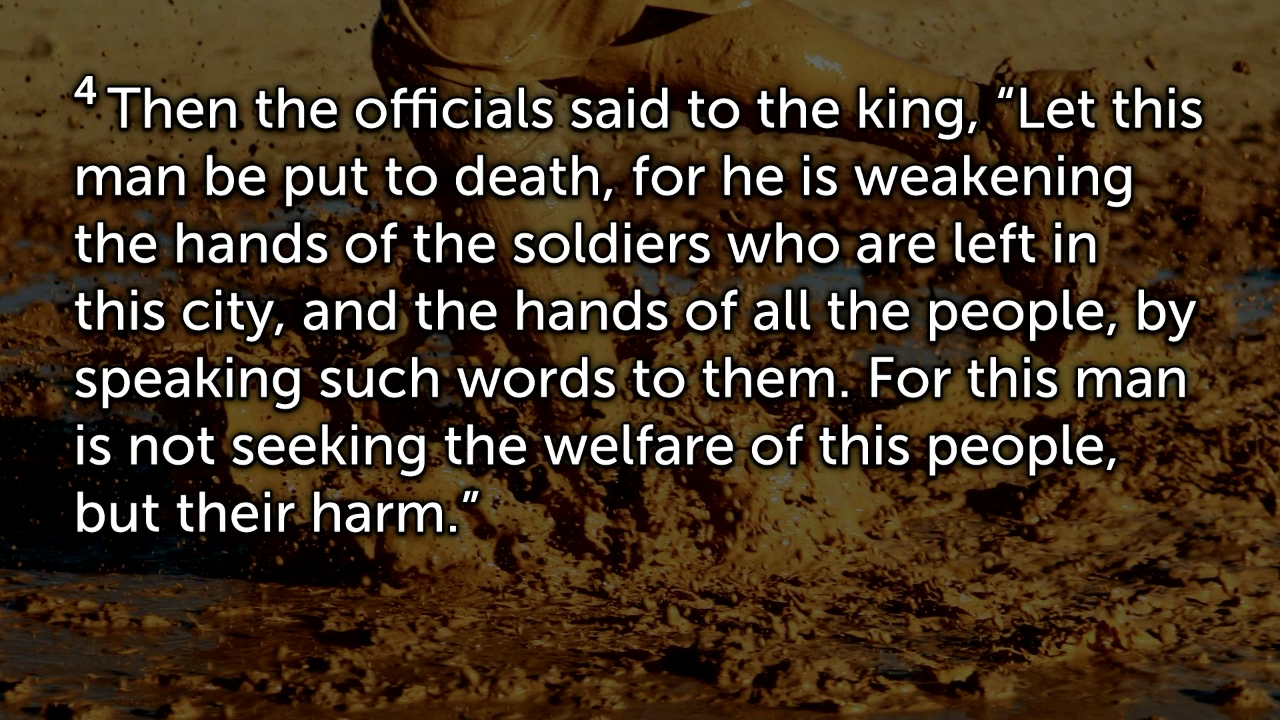 4 Then the officials said to the king, “Let this
man be put to death, for he is weakening
the hands of the soldiers who are left in
this city, and the hands of all the people, by
speaking such words to them. For this man
is not seeking the welfare of this people,
but their harm.”